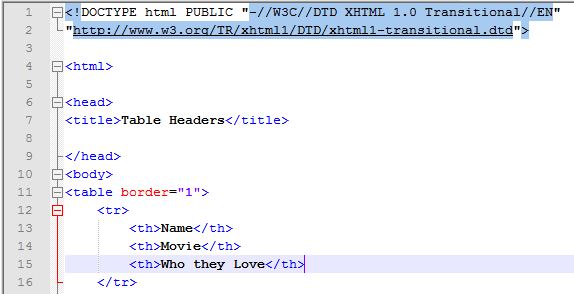 1 <!DOCTYPE html PUBLIC "-//W3C//DTD XHTML 1.0 Transitional//EN"
2 "http://www.w3.org/TR/xhtml1/DTD/xhtml1-transitional.dtd">
3
4 <html>
5
6 <head>
7 <title>Table Headers</title>
8
9 </head>
10 <body>
11 <table border="1">
12 <tr>
13 <th>Name</th>
14 <th>Movie</th>
15 <th>Who they Love</th>
16 </tr>